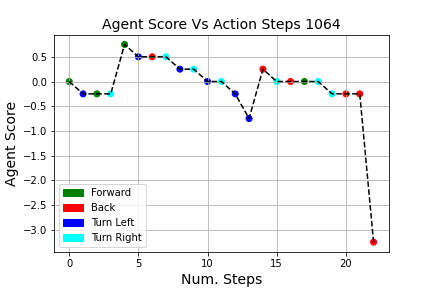 Agent Score Vs Action Steps 1064
Agent Score
0.5
0.0
−0.5
−1.0
−1.5
−2.0
−2.5
−3.0
Forward
Back
Turn Left
Turn Right
0 5 10 15 20
Num. Steps